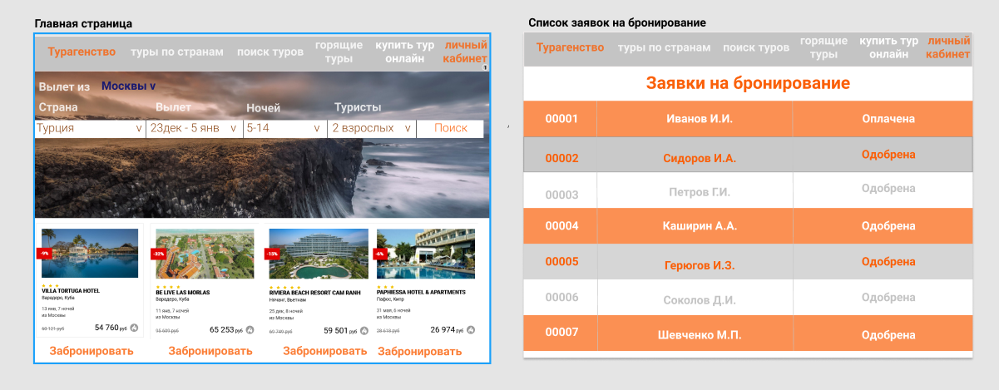 Главная страница
Турагенство туры по странам поиск туров горящие туры купить тур онлайн личный кабинет
1
Вылет из Москвы v
Страна Вылет Ночей Туристы
Турция v 23дек - 5 янв v 5-14 v 2 взрослых v Поиск
-9% -32% -15% -6%
VILLA TORTUGA HOTEL
Варадеро, Куба
13 янв, 7 ночей
из Москвы
60 121 руб 54 760 руб
Забронировать
BE LIVE LAS MORLAS
Варадеро, Куба
11 янв, 7 ночей
из Москвы
95 609 руб 65 253 руб
Забронировать
RIVIERA BEACH RESORT CAM RANH
Нячанг, Вьетнам
25 дек, 6 ночей
из Москвы
69 749 руб 59 501 руб
Забронировать
PAPHIESSA HOTEL & APARTMENTS
Пафос, Кипр
31 мая, 6 ночей
из Москвы
28 618 руб 26 974 руб
Забронировать
,
Список заявок на бронирование
Турагенство туры по странам поиск туров горящие туры купить тур онлайн личный кабинет
Заявки на бронирование
00001 Иванов И.И. Оплачена
00002 Сидоров И.А. Одобрена
00003 Петров Г.И. Одобрена
00004 Каширин А.А. Одобрена
00005 Герюгов И.З. Одобрена
00006 Соколов Д.И. Одобрена
00007 Шевченко М.П. Одобрена